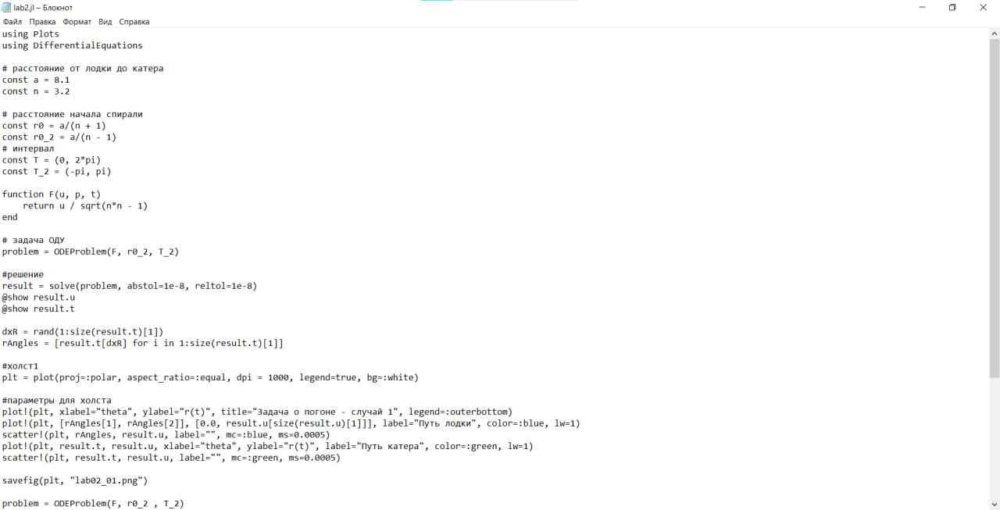 lab2.jl – Блокнот
Файл Правка Формат Вид Справка
using Plots
using DifferentialEquations

# расстояние от лодки до катера
const a = 8.1
const n = 3.2

# расстояние начала спирали
const r0 = a/(n + 1)
const r0_2 = a/(n - 1)
# интервал
const T = (0, 2*pi)
const T_2 = (-pi, pi)

function F(u, p, t)
    return u / sqrt(n*n - 1)
end

# задача ОДУ
problem = ODEProblem(F, r0_2, T_2)

#решение
result = solve(problem, abstol=1e-8, reltol=1e-8)
@show result.u
@show result.t

dxR = rand(1:size(result.t)[1])
rAngles = [result.t[dxR] for i in 1:size(result.t)[1]]

#холст1
plt = plot(proj=:polar, aspect_ratio=:equal, dpi = 1000, legend=true, bg=:white)

#параметры для холста
plot!(plt, xlabel="theta", ylabel="r(t)", title="Задача о погоне - случай 1", legend=:outerbottom)
plot!(plt, [rAngles[1], rAngles[2]], [0.0, result.u[size(result.u)[1]]], label="Путь лодки", color=:blue, lw=1)
scatter!(plt, rAngles, result.u, label="", mc=:blue, ms=0.0005)
plot!(plt, result.t, result.u, xlabel="theta", ylabel="r(t)", label="Путь катера", color=:green, lw=1)
scatter!(plt, result.t, result.u, label="", mc=:green, ms=0.0005)

savefig(plt, "lab02_01.png")

problem = ODEProblem(F, r0_2 , T_2)